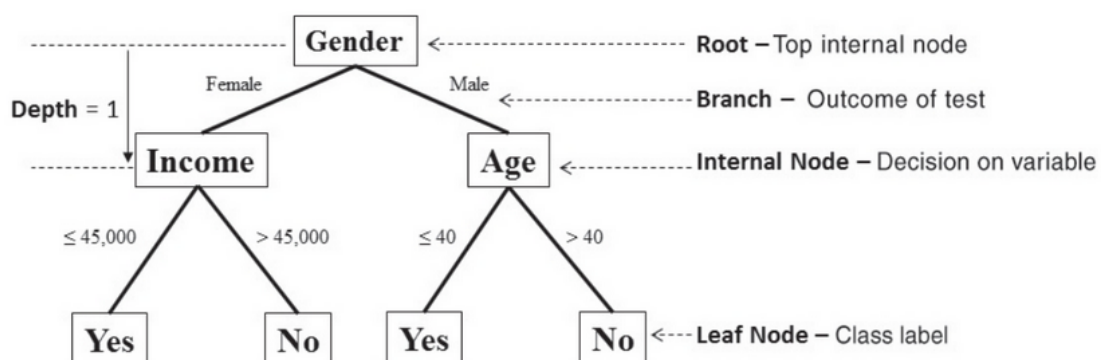 Gender
Root – Top internal node
Female
Male
Branch – Outcome of test
Depth = 1
Income
Age
Internal Node – Decision on variable
≤ 45,000
> 45,000
≤ 40
> 40
Yes
No
Yes
No
Leaf Node – Class label